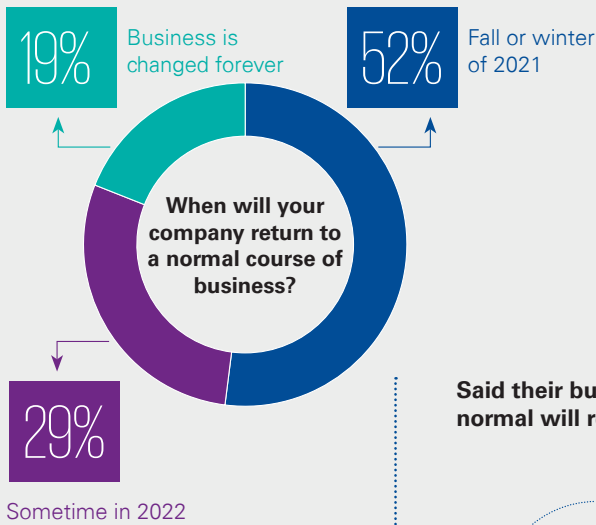 19%
Business is
changed forever
52%
Fall or winter
of 2021
When will your
company return to
a normal course of
business?
29%
Sometime in 2022
Said their
normal will